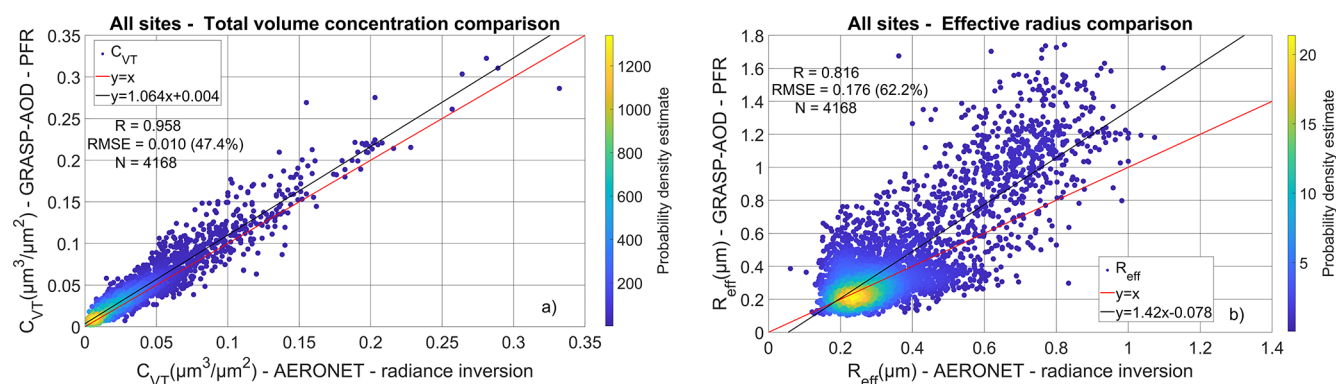 All sites - Total volume concentration comparison
C_VT(µm³/µm²) - GRASP-AOD - PFR
0.35
0.3
0.25
0.2
0.15
0.1
0.05
0
C_VT
y=x
y=1.064x+0.004
R = 0.958
RMSE = 0.010 (47.4%)
N = 4168
a)
0 0.05 0.1 0.15 0.2 0.25 0.3 0.35
C_VT(µm³/µm²) - AERONET - radiance inversion
1200
1000
800
600
400
200
Probability density estimate
All sites - Effective radius comparison
R_eff(µm) - GRASP-AOD - PFR
1.8
1.6
1.4
1.2
1
0.8
0.6
0.4
0.2
0
R = 0.816
RMSE = 0.176 (62.2%)
N = 4168
R_eff
y=x
y=1.42x-0.078
b)
0 0.2 0.4 0.6 0.8 1 1.2 1.4
R_eff(µm) - AERONET - radiance inversion
20
15
10
5
Probability density estimate